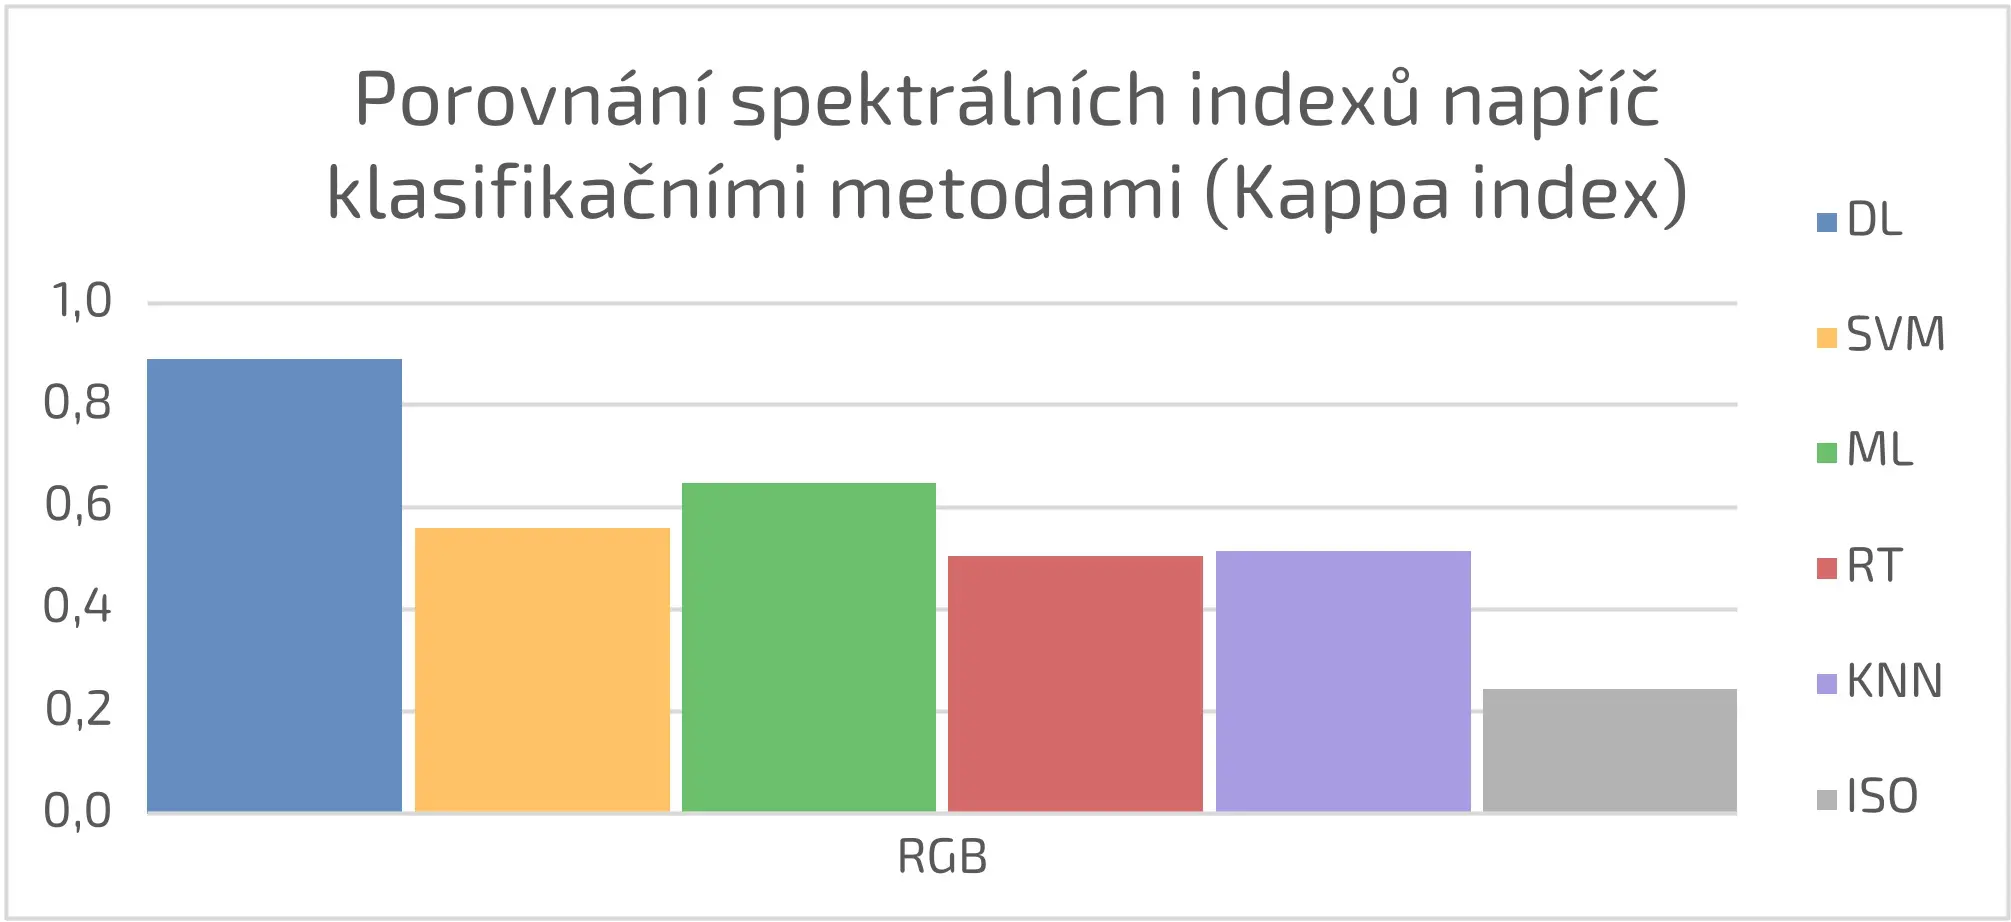 Porovnání spektrálních indexů napříč
klasifikačními metodami (Kappa index)
1,0
0,8
0,6
0,4
0,2
0,0
RGB
DL
SVM
ML
RT
KNN
ISO